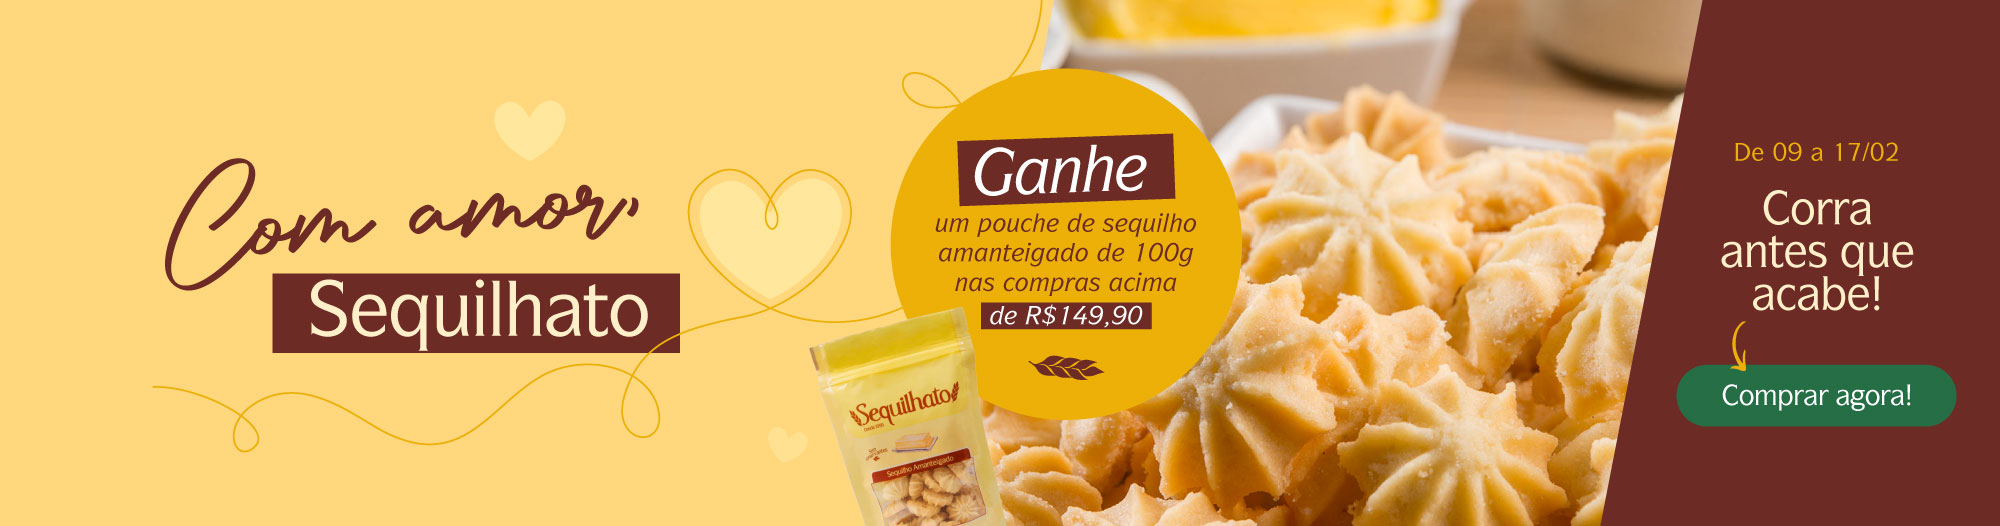 Com amor,
Sequilhato
Ganhe
um pouche de sequilho
amanteigado de 100g
nas compras acima
de R$149,90
Sequilhato
Sequilho Amanteigado
De 09 a 17/02
Corra
antes que
acabe!
Comprar agora!